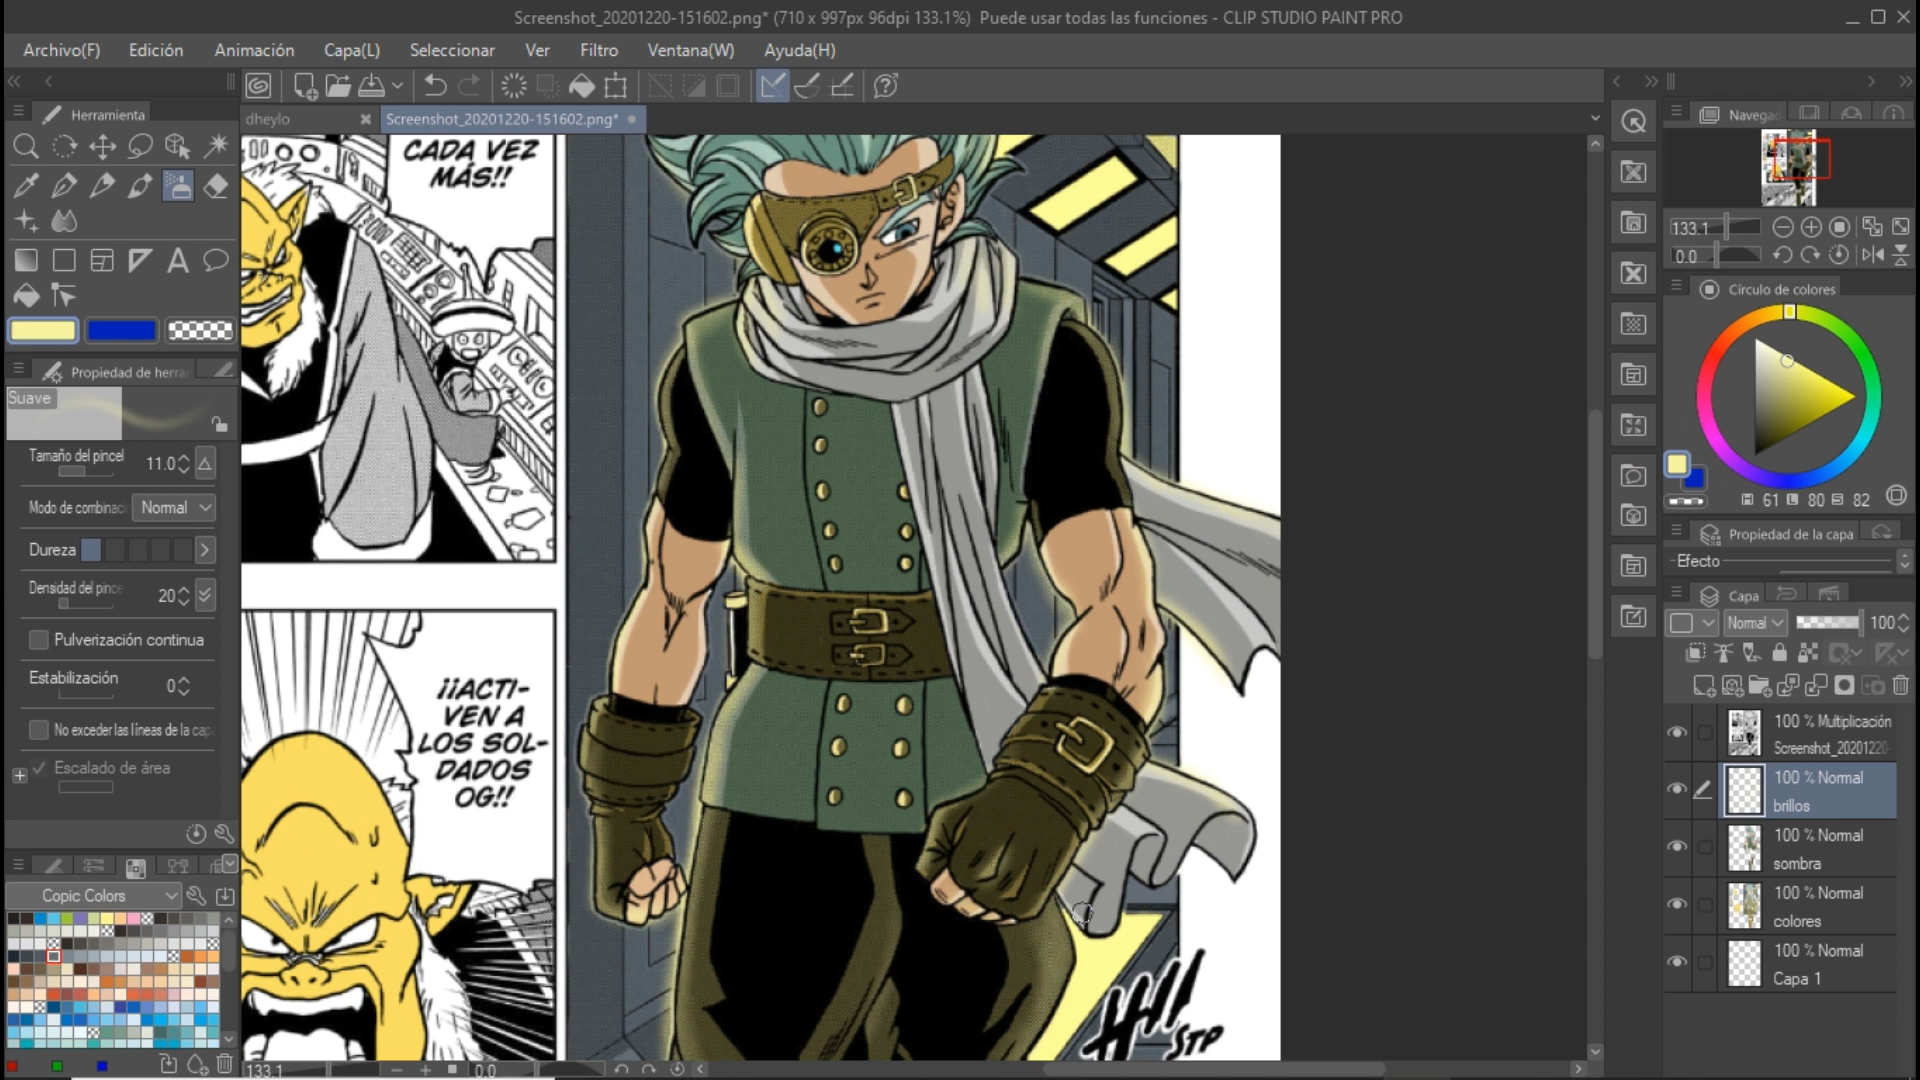 Screenshot_20201220-151602.png* (710 x 997px 96dpi 133.1%)  Puede usar todas las funciones - CLIP STUDIO PAINT PRO
Archivo(F) Edición Animación Capa(L) Seleccionar Ver Filtro Ventana(W) Ayuda(H)
Herramienta
dheylo
Screenshot_20201220-151602.png*
Navegad
CADA VEZ
MÁS!!
133.1
0.0
Círculo de colores
Propiedad de herra
Suave
Tamaño del pincel 11.0
Modo de combinac Normal
Dureza
Densidad del pince 20
Pulverización continua
Estabilización 0
No exceder las líneas de la capa
Escalado de área
Copic Colors
¡¡ACTI-
VEN A
LOS SOL-
DADOS
OG!!
HYI
STP
H 61 L 80 S 82
Propiedad de la capa
Efecto
Capa
Normal 100
100 % Multiplicación
Screenshot_20201220-
100 % Normal
brillos
100 % Normal
sombra
100 % Normal
colores
100 % Normal
Capa 1
133.1 0.0